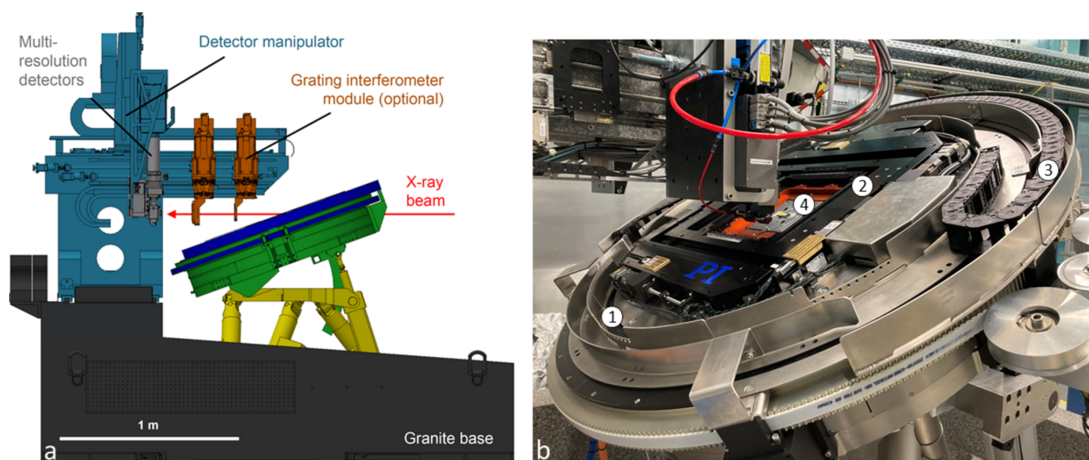 Multi-
resolution
detectors
Detector manipulator
Grating interferometer
module (optional)
X-ray
beam
1 m
Granite base
a
2
3
4
PI
1
b